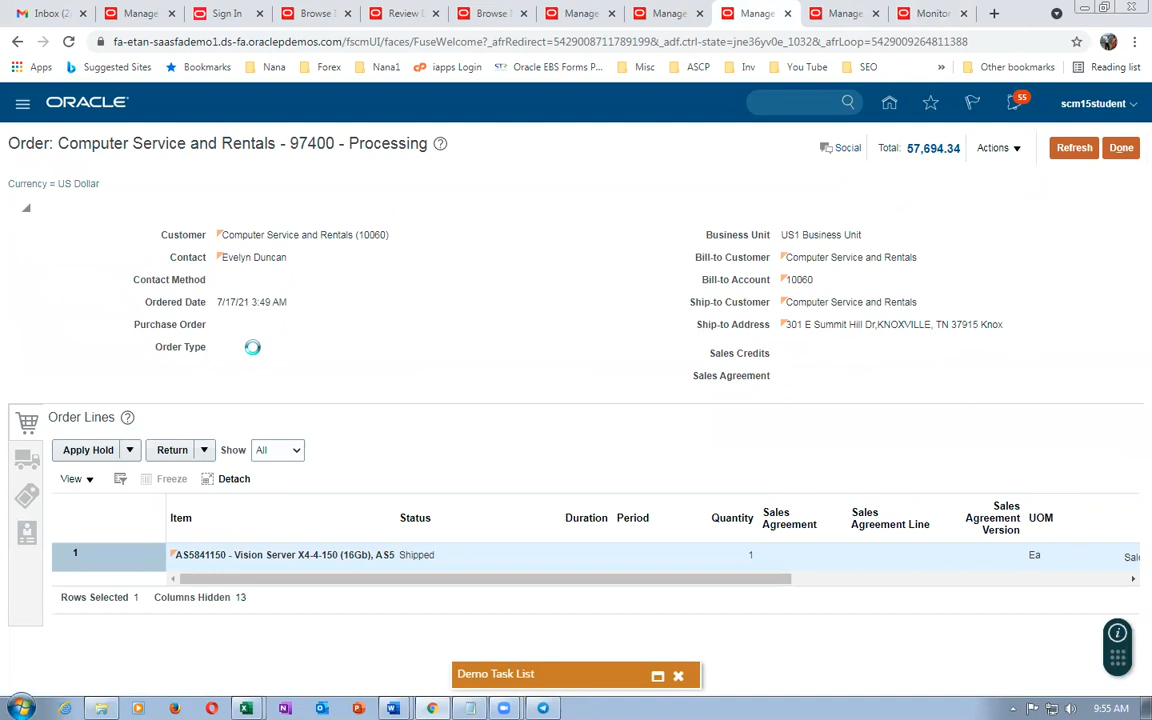 Inbox (2
Manage
Sign In
Browse
Review
Browse
Manage
Manage
Manage
Manage
Monitor
fa-etan-saasfademo1.ds-fa.oraclepdemos.com/fscmUI/faces/FuseWelcome?_afrRedirect=5429008711789199&_adf.ctrl-state=jne36yv0e_1032&_afrLoop=5429009264811388
Apps
Suggested Sites
Bookmarks
Nana
Forex
Nana1
iapps Login
Oracle EBS Forms P...
Misc
ASCP
Inv
You Tube
SEO
»
Other bookmarks
Reading list
ORACLE
55
scm15student
Order: Computer Service and Rentals - 97400 - Processing
Social
Total: 57,694.34
Actions
Refresh
Done
Currency = US Dollar
Customer Computer Service and Rentals (10060)
Contact Evelyn Duncan
Contact Method
Ordered Date 7/17/21 3:49 AM
Purchase Order
Order Type
Business Unit US1 Business Unit
Bill-to Customer Computer Service and Rentals
Bill-to Account 10060
Ship-to Customer Computer Service and Rentals
Ship-to Address 301 E Summit Hill Dr,KNOXVILLE, TN 37915 Knox
Sales Credits
Sales Agreement
Order Lines
Apply Hold
Return
Show All
View
Freeze
Detach
Item
Status
Duration
Period
Quantity
Sales
Agreement
Sales
Agreement Line
Sales
Agreement
Version
UOM
1 AS5841150 - Vision Server X4-4-150 (16Gb), AS5 Shipped 1 Ea Sale
Rows Selected 1 Columns Hidden 13
Demo Task List
9:55 AM